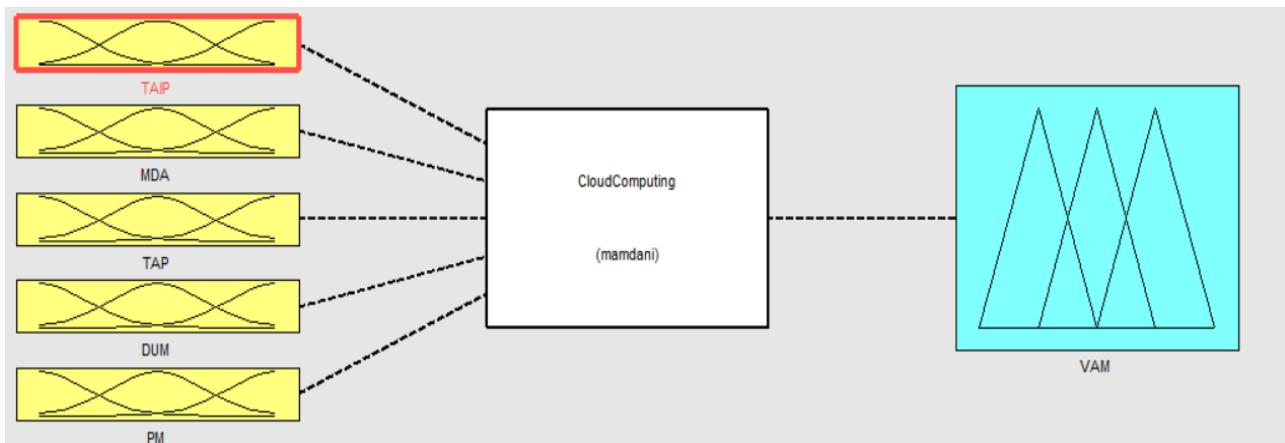 TAIP
MDA
TAP
DUM
PM
CloudComputing
(mamdani)
VAM